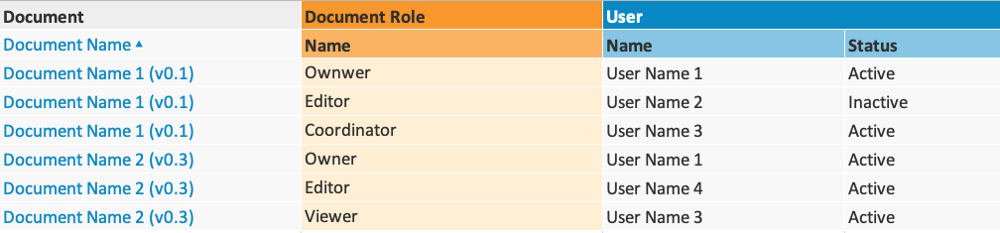 Document Document Role User
Document Name ▲ Name Name Status
Document Name 1 (v0.1) Ownwer User Name 1 Active
Document Name 1 (v0.1) Editor User Name 2 Inactive
Document Name 1 (v0.1) Coordinator User Name 3 Active
Document Name 2 (v0.3) Owner User Name 1 Active
Document Name 2 (v0.3) Editor User Name 4 Active
Document Name 2 (v0.3) Viewer User Name 3 Active